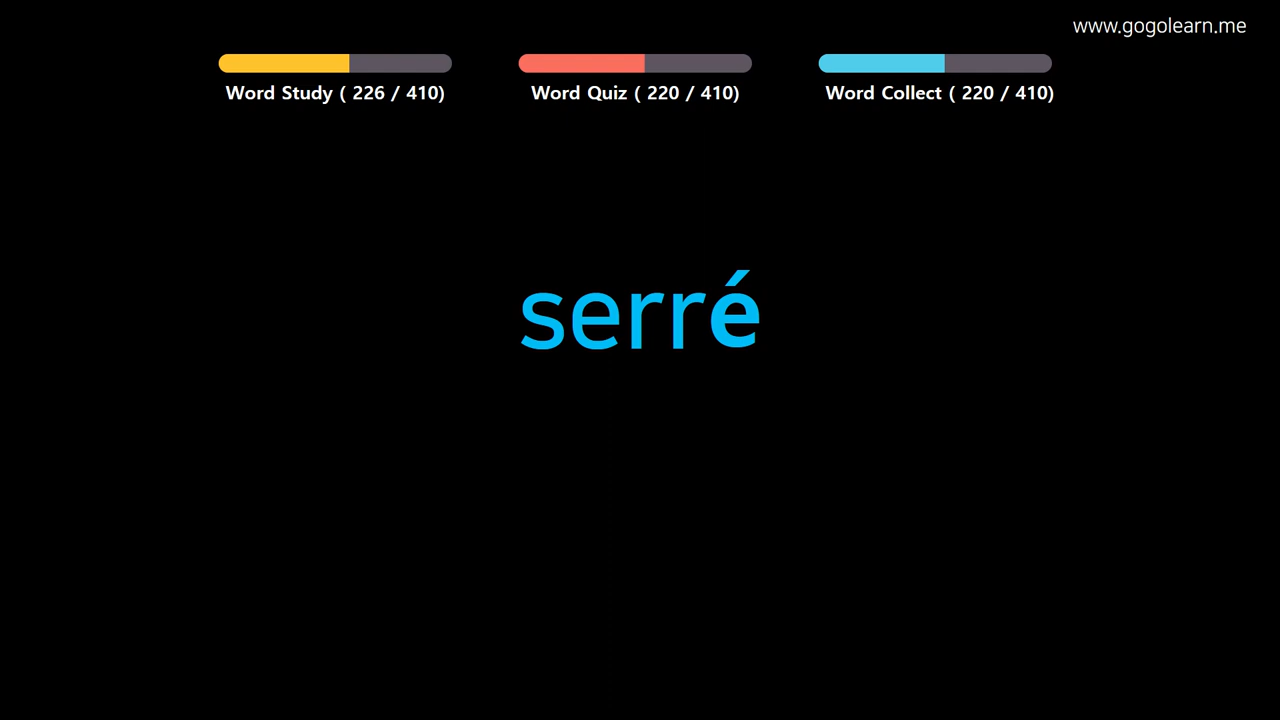 www.gogolearn.me
Word Study ( 226 / 410)
Word Quiz ( 220 / 410)
Word Collect ( 220 / 410)
serré